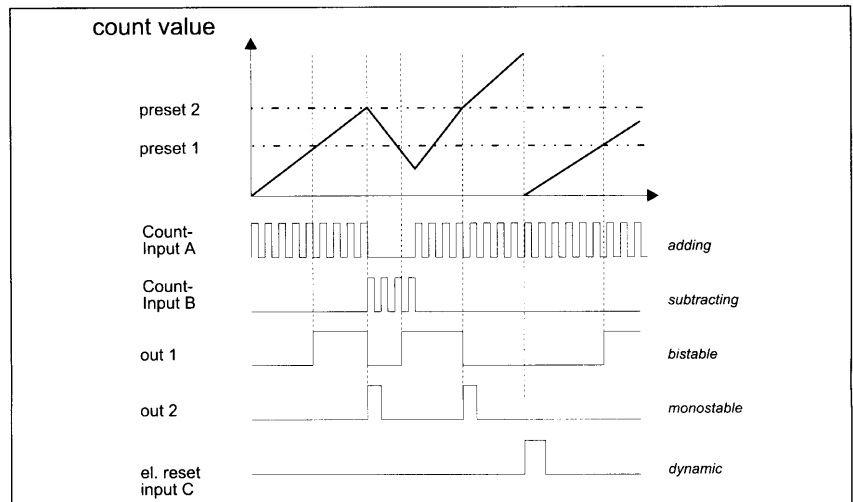 count value
preset 2
preset 1
Count-
Input A
adding
Count-
Input B
subtracting
out 1
bistable
out 2
monostable
el. reset
input C
dynamic